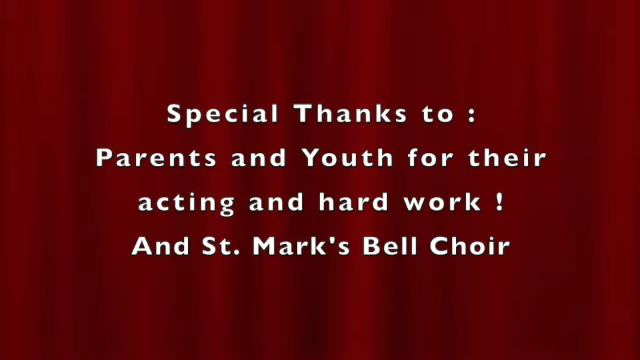 Special Thanks to :
Parents and Youth for their
acting and hard work !
And St. Mark's Bell Choir